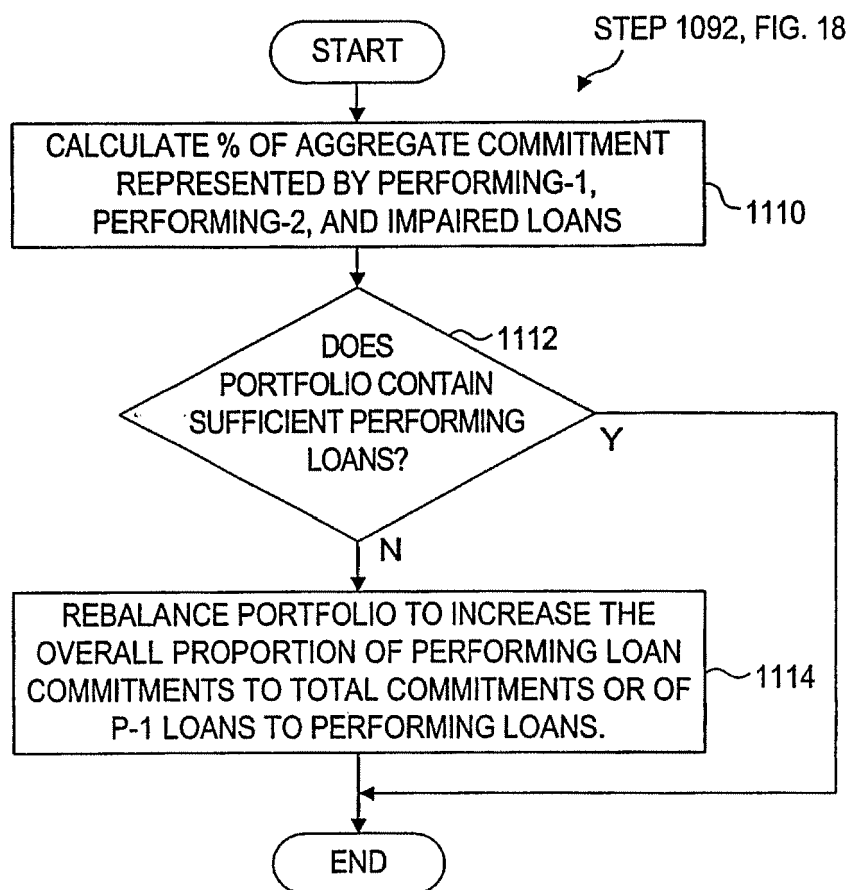 STEP 1092, FIG. 18
START
CALCULATE % OF AGGREGATE COMMITMENT
REPRESENTED BY PERFORMING-1,
PERFORMING-2, AND IMPAIRED LOANS
1110
1112
DOES
PORTFOLIO CONTAIN
SUFFICIENT PERFORMING
LOANS?
Y
N
REBALANCE PORTFOLIO TO INCREASE THE
OVERALL PROPORTION OF PERFORMING LOAN
COMMITMENTS TO TOTAL COMMITMENTS OR OF
P-1 LOANS TO PERFORMING LOANS.
1114
END